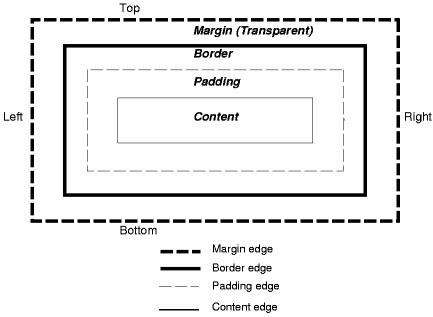 Top
Margin (Transparent)
Border
Padding
Left
Content
Right
Bottom
Margin edge
Border edge
Padding edge
Content edge